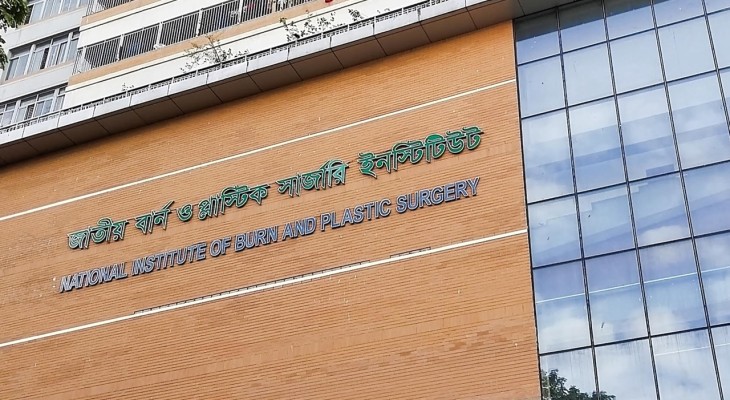 জাতীয় বার্ন ও প্লাস্টিক সার্জারি ইনস্টিটিউট
NATIONAL INSTITUTE OF BURN AND PLASTIC SURGERY